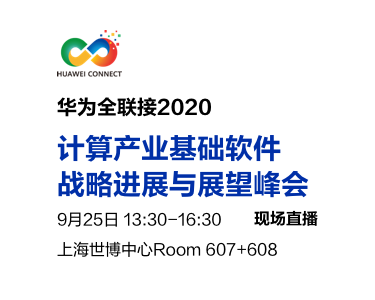 HUAWEI CONNECT
华为全联接2020
计算产业基础软件
战略进展与展望峰会
9月25日 13:30-16:30 现场直播
上海世博中心Room 607+608